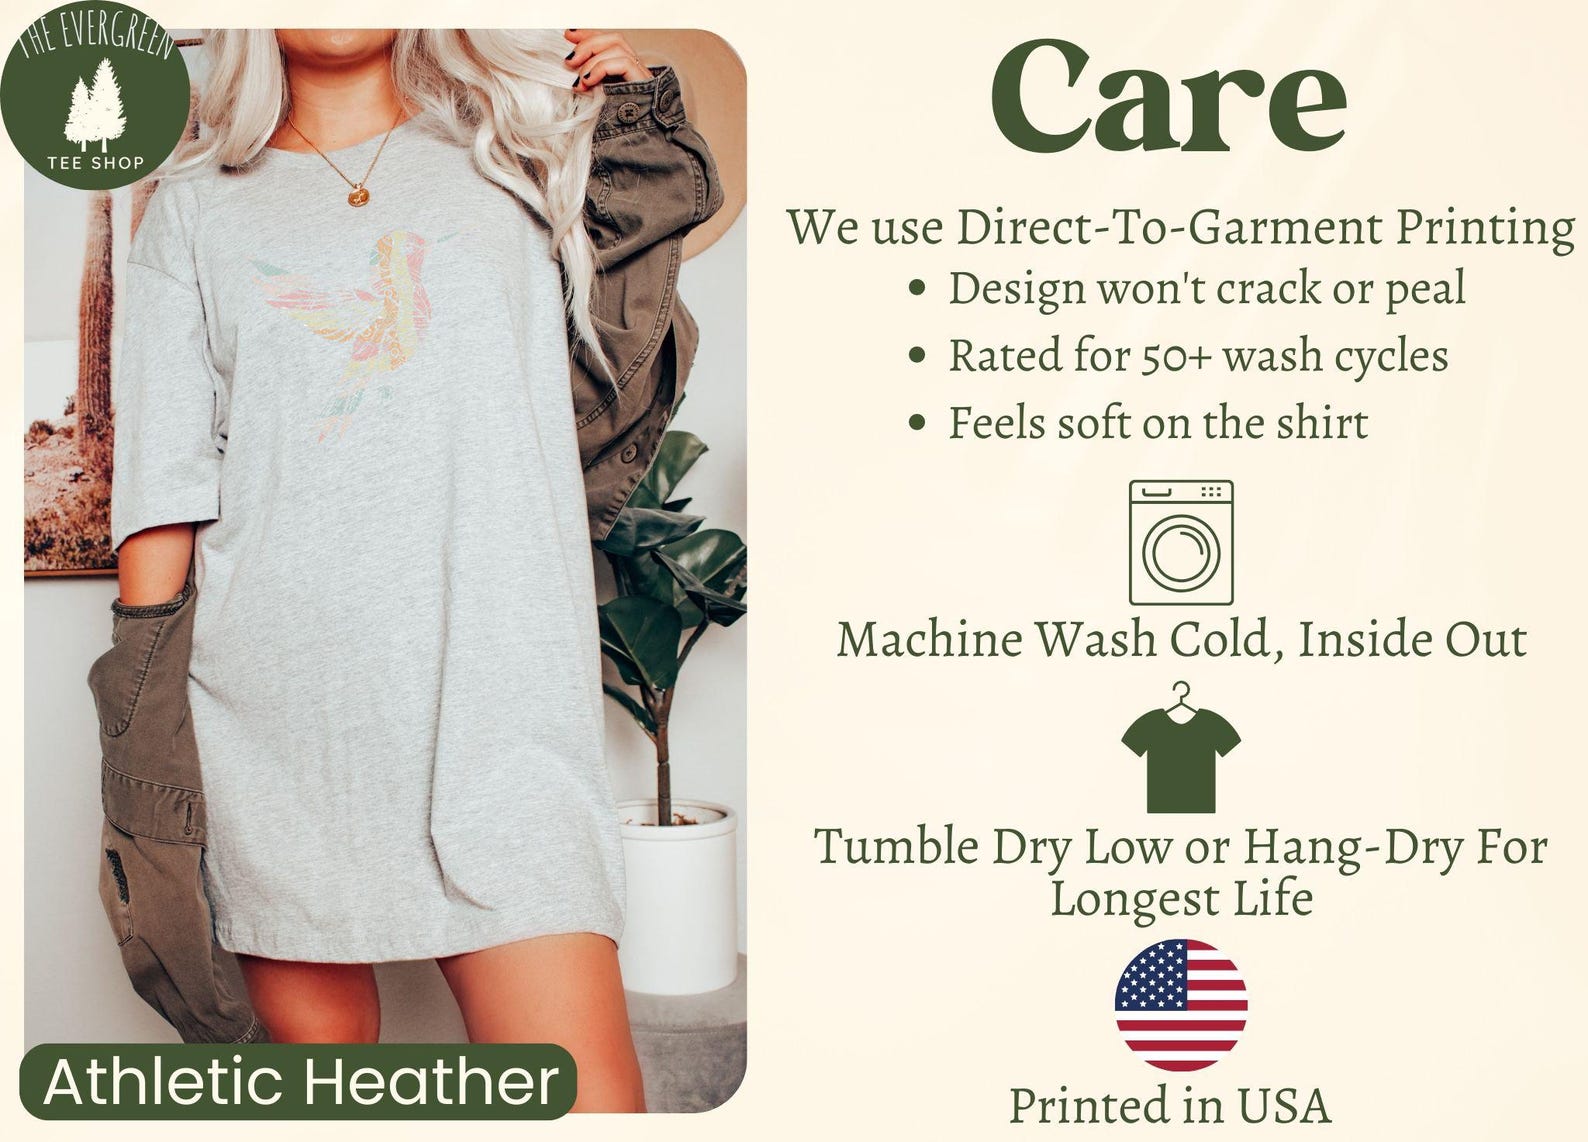 THE EVERGREEN
TEE SHOP
Care
We use Direct-To-Garment Printing
• Design won't crack or peal
• Rated for 50+ wash cycles
• Feels soft on the shirt
Machine Wash Cold, Inside Out
Tumble Dry Low or Hang-Dry For
Longest Life
Printed in USA
Athletic Heather